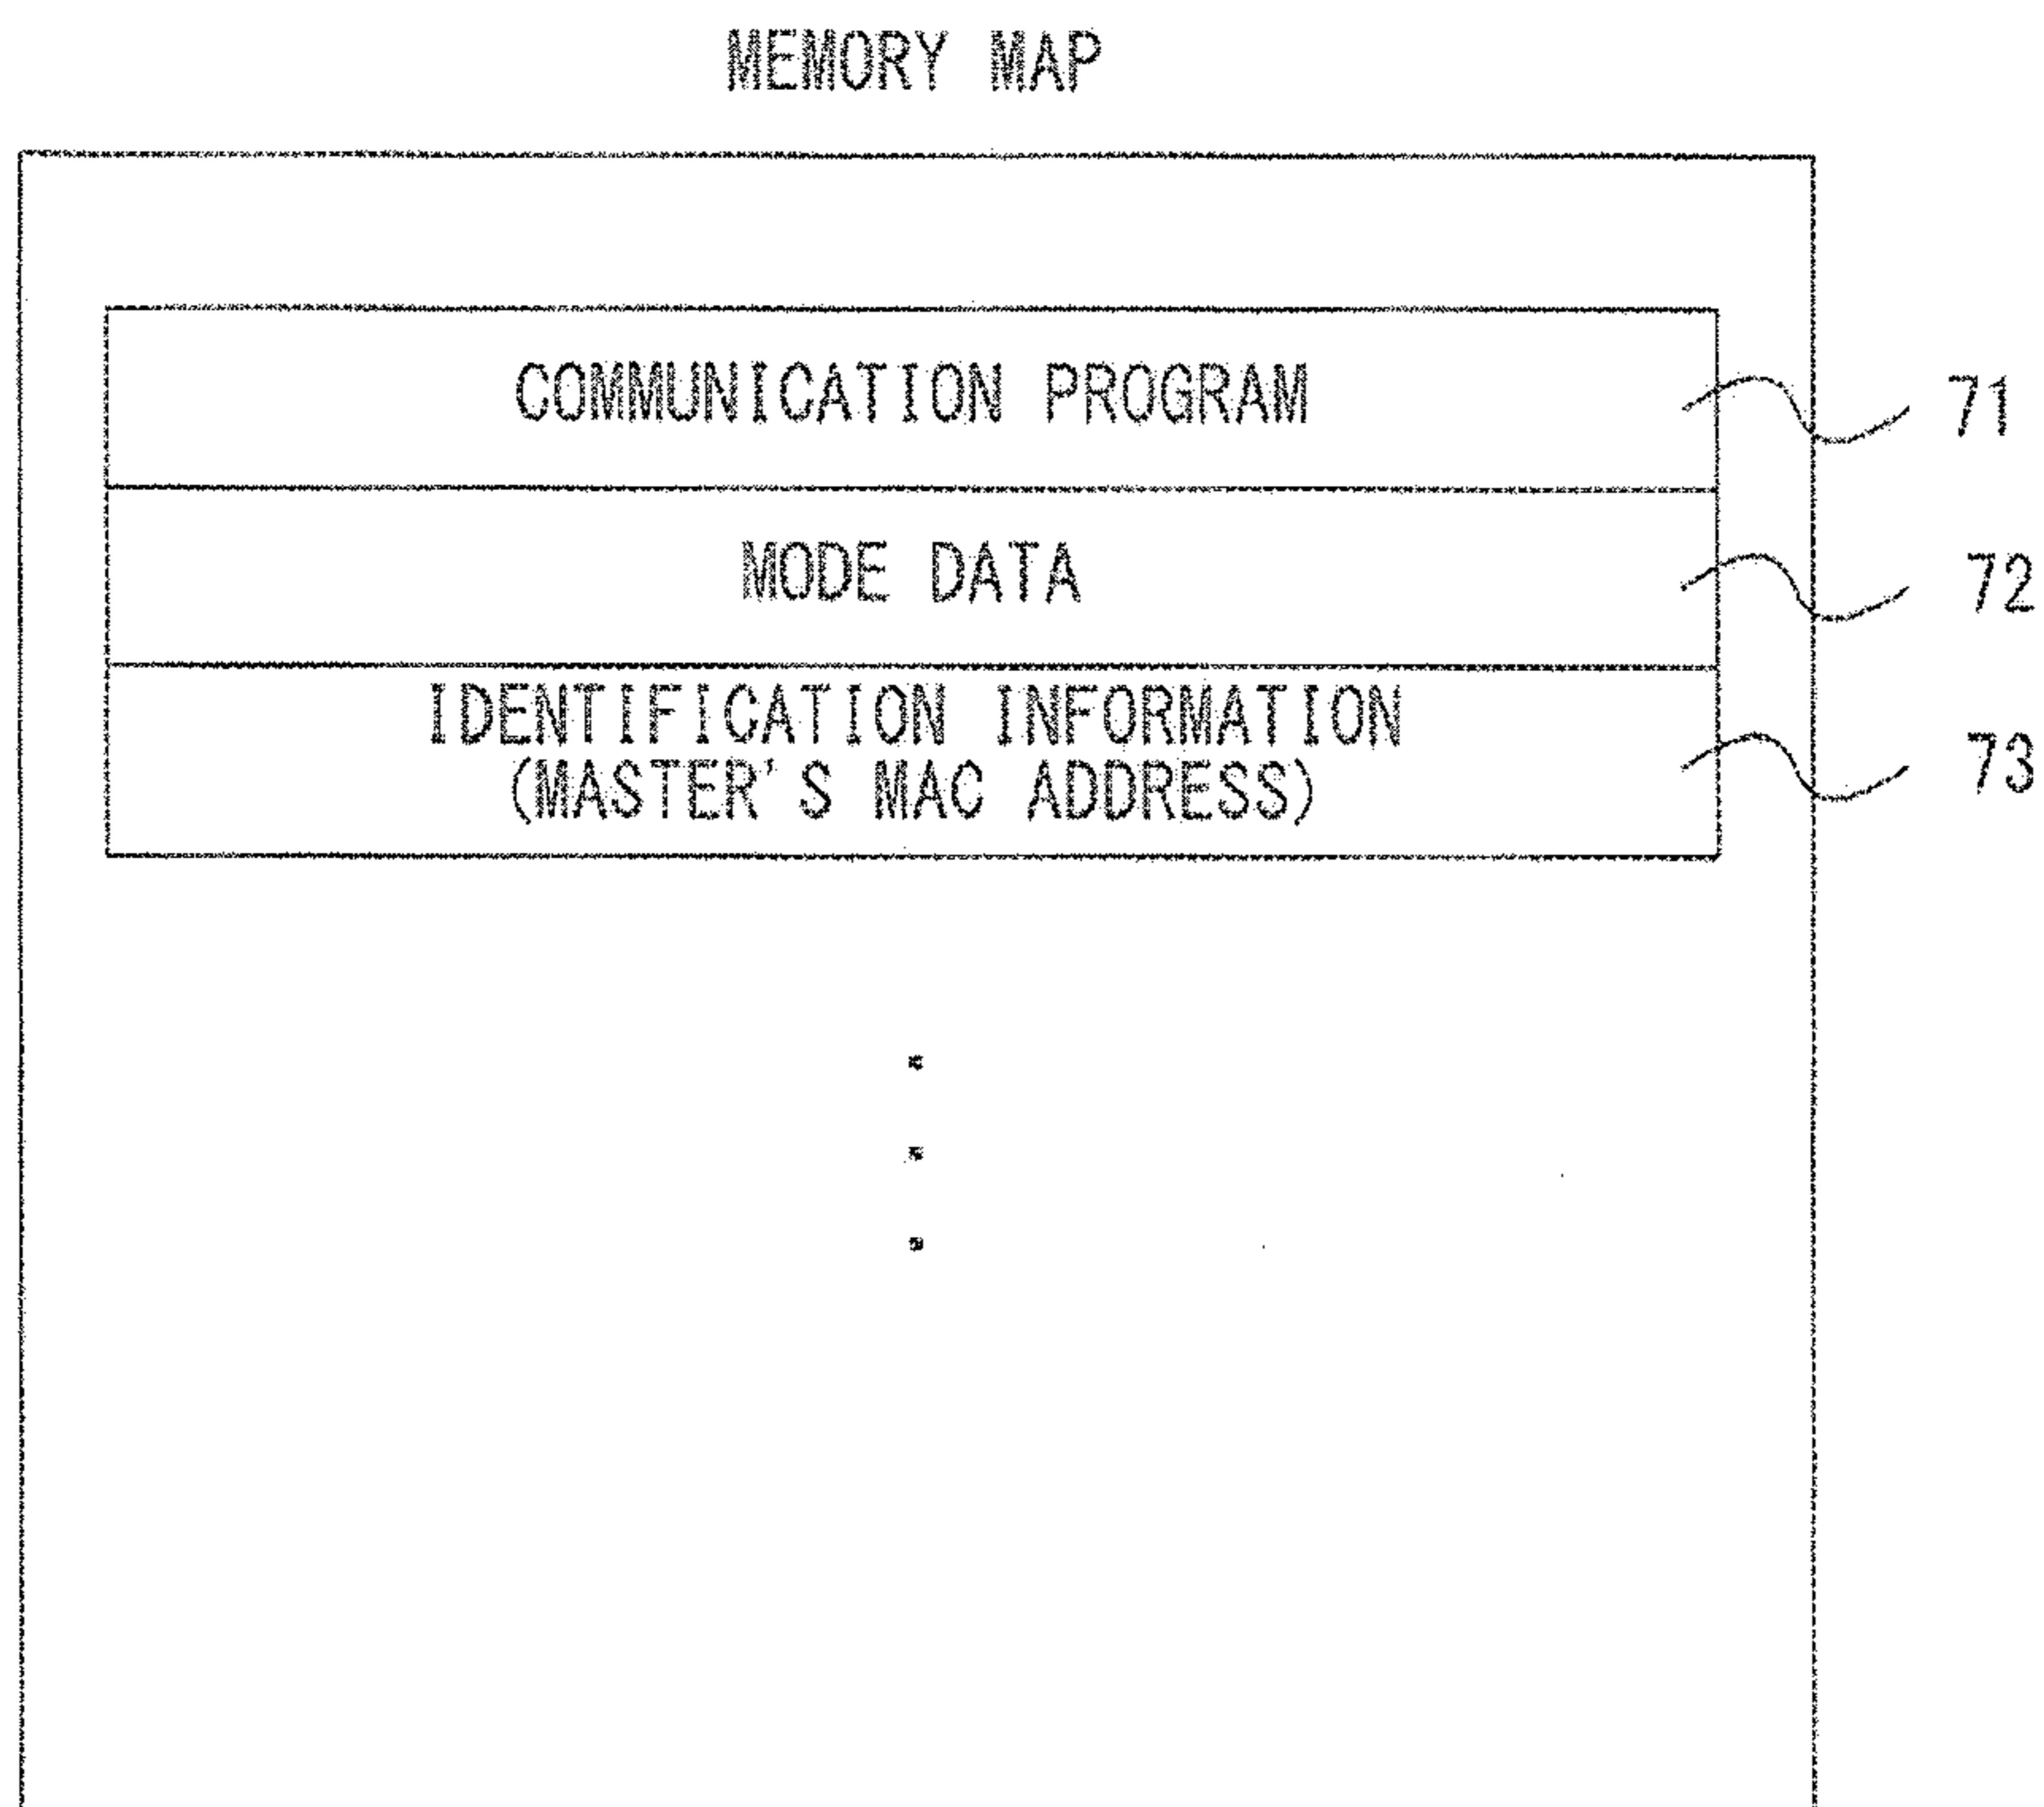 MEMORY MAP
COMMUNICATION PROGRAM
71
MODE DATA
72
IDENTIFICATION INFORMATION
(MASTER'S MAC ADDRESS)
73